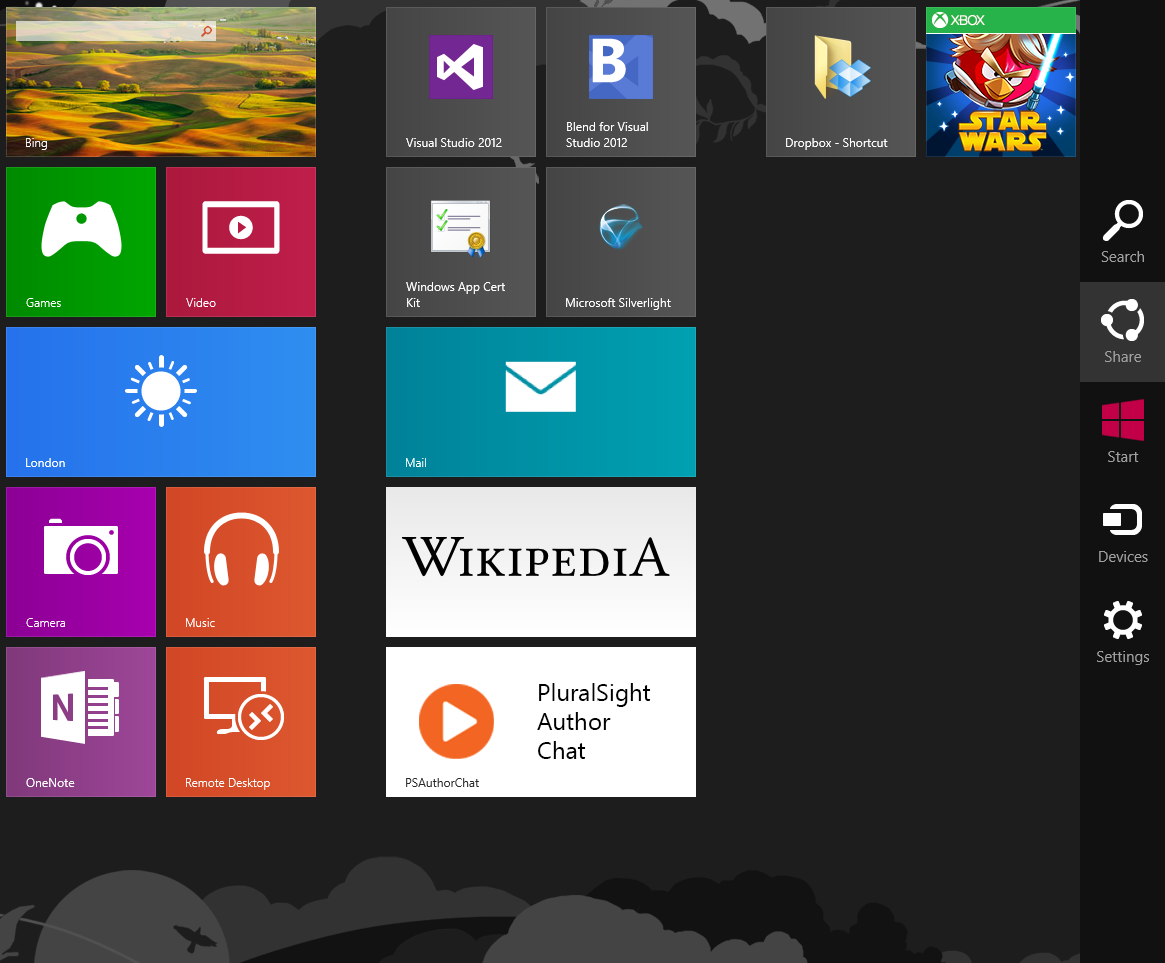 Bing
Games
Video
London
Camera
Music
N
OneNote
Remote Desktop
Visual Studio 2012
B
Blend for Visual
Studio 2012
Windows App Cert
Kit
Microsoft Silverlight
Mail
WIKIPEDIA
PluralSight
Author
Chat
PSAuthorChat
Dropbox - Shortcut
XBOX
STAR
WARS
Search
Share
Start
Devices
Settings